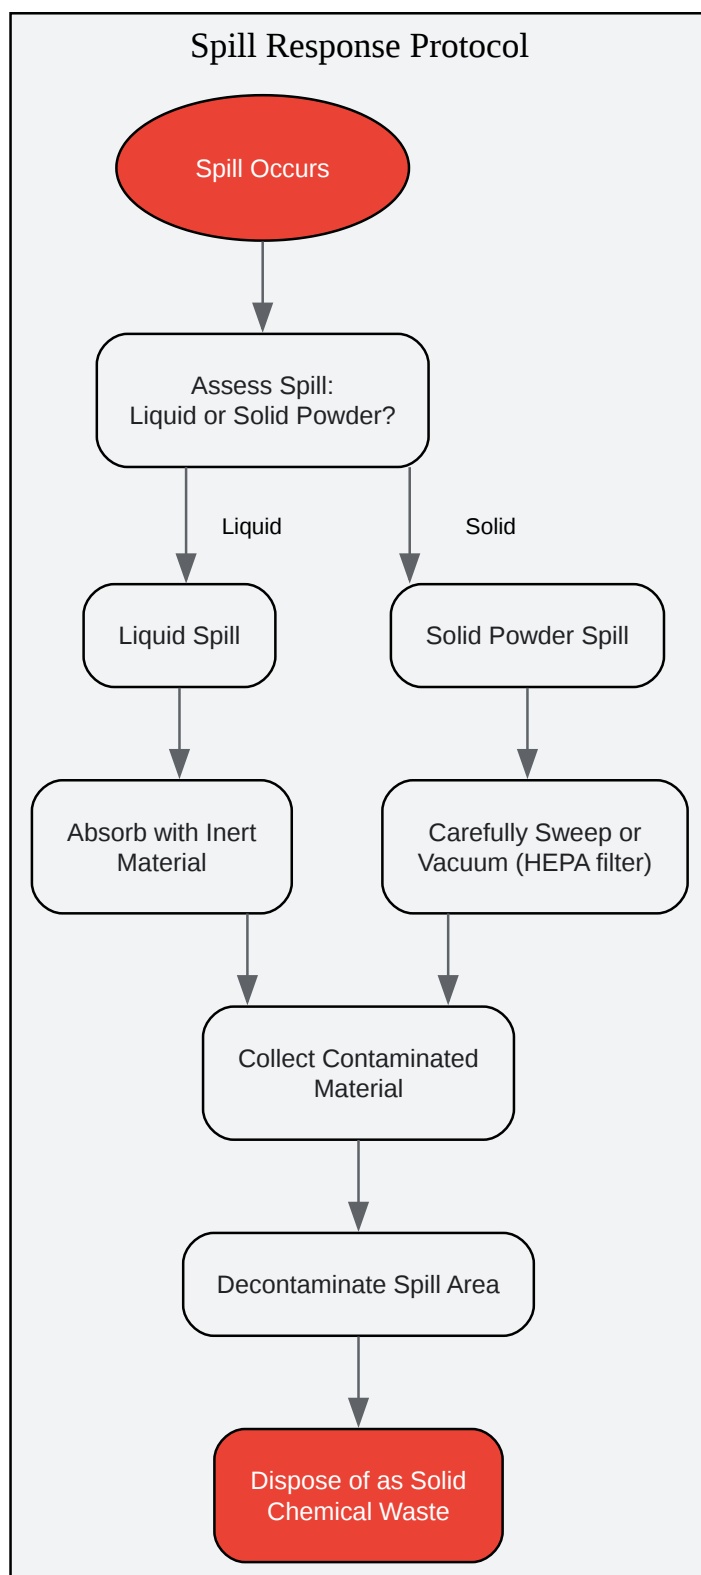 Spill Response Protocol
Spill Occurs
Assess Spill:
Liquid or Solid Powder?
Liquid
Solid
Liquid Spill
Solid Powder Spill
Absorb with Inert
Material
Carefully Sweep or
Vacuum (HEPA filter)
Collect Contaminated
Material
Decontaminate Spill Area
Dispose of as Solid
Chemical Waste